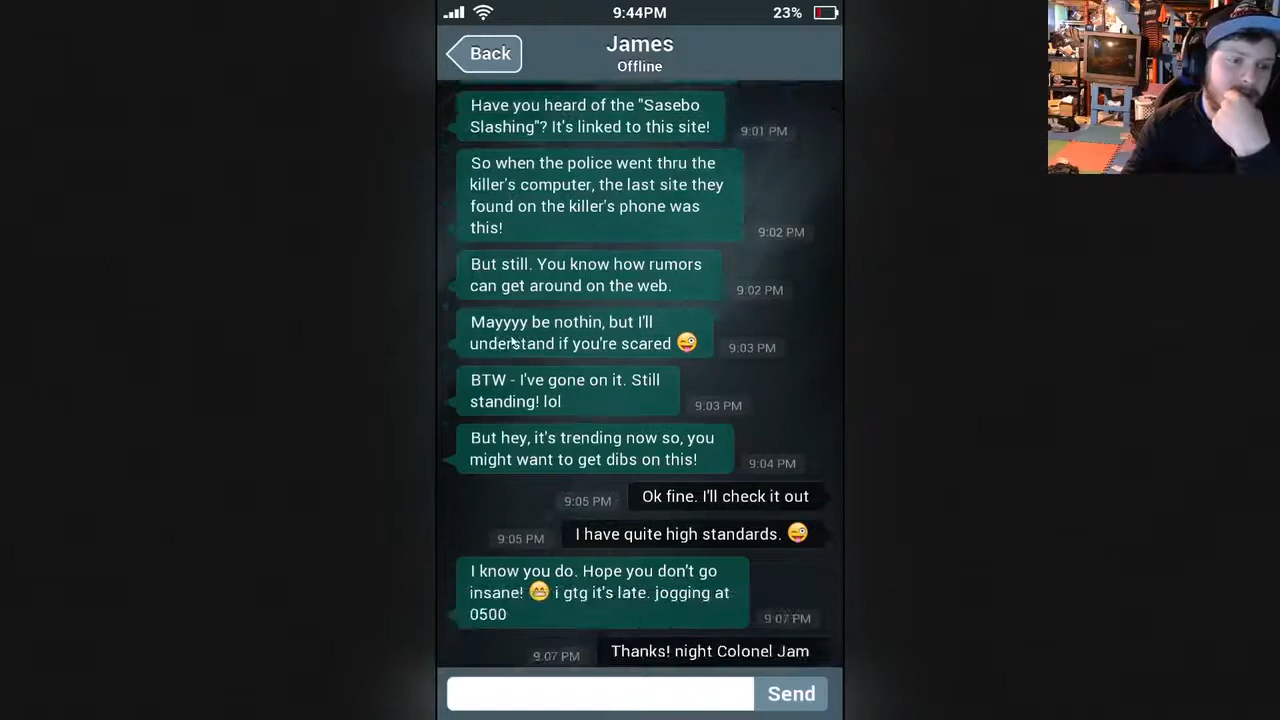 9:44PM
23%
Back
James
Offline
Have you heard of the "Sasebo
Slashing"? It's linked to this site!
9:01 PM
So when the police went thru the
killer's computer, the last site they
found on the killer's phone was
this!
9:02 PM
But still. You know how rumors
can get around on the web.
9:02 PM
Mayyyy be nothin, but I'll
understand if you're scared 😜
9:03 PM
BTW - I've gone on it. Still
standing! lol
9:03 PM
But hey, it's trending now so, you
might want to get dibs on this!
9:04 PM
9:05 PM Ok fine. I'll check it out
9:05 PM I have quite high standards. 😜
I know you do. Hope you don't go
insane! 😁 i gtg it's late. jogging at
0500
9:07 PM
9:07 PM Thanks! night Colonel Jam
Send